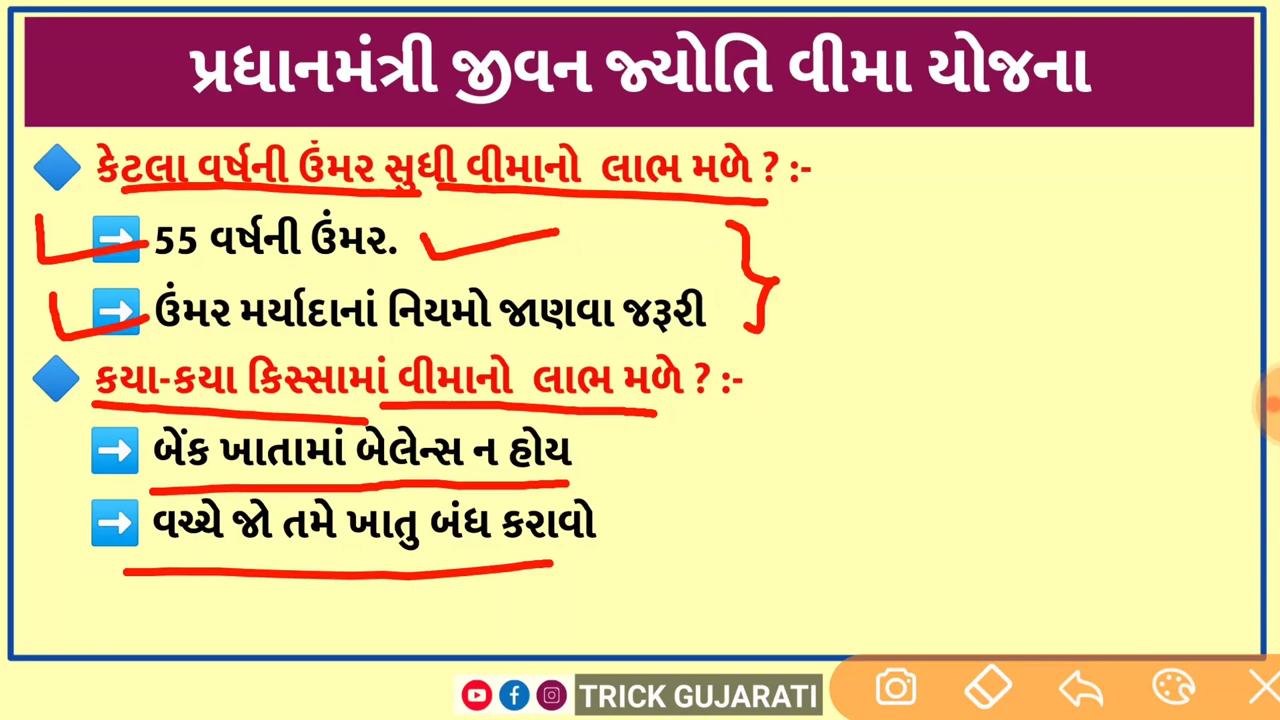 પ્રધાનમંત્રી જીવન જ્યોતિ વીમા યોજના
કેટલા વર્ષની ઉંમર સુધી વીમાનો લાભ મળે ? :-
55 વર્ષની ઉંમર.
ઉંમર મર્યાદાનાં નિયમો જાણવા જરૂરી
કયા-કયા કિસ્સામાં વીમાનો લાભ મળે ? :-
બેંક ખાતામાં બેલેન્સ ન હોય
વચ્ચે જો તમે ખાતુ બંધ કરાવો
TRICK GUJARATI